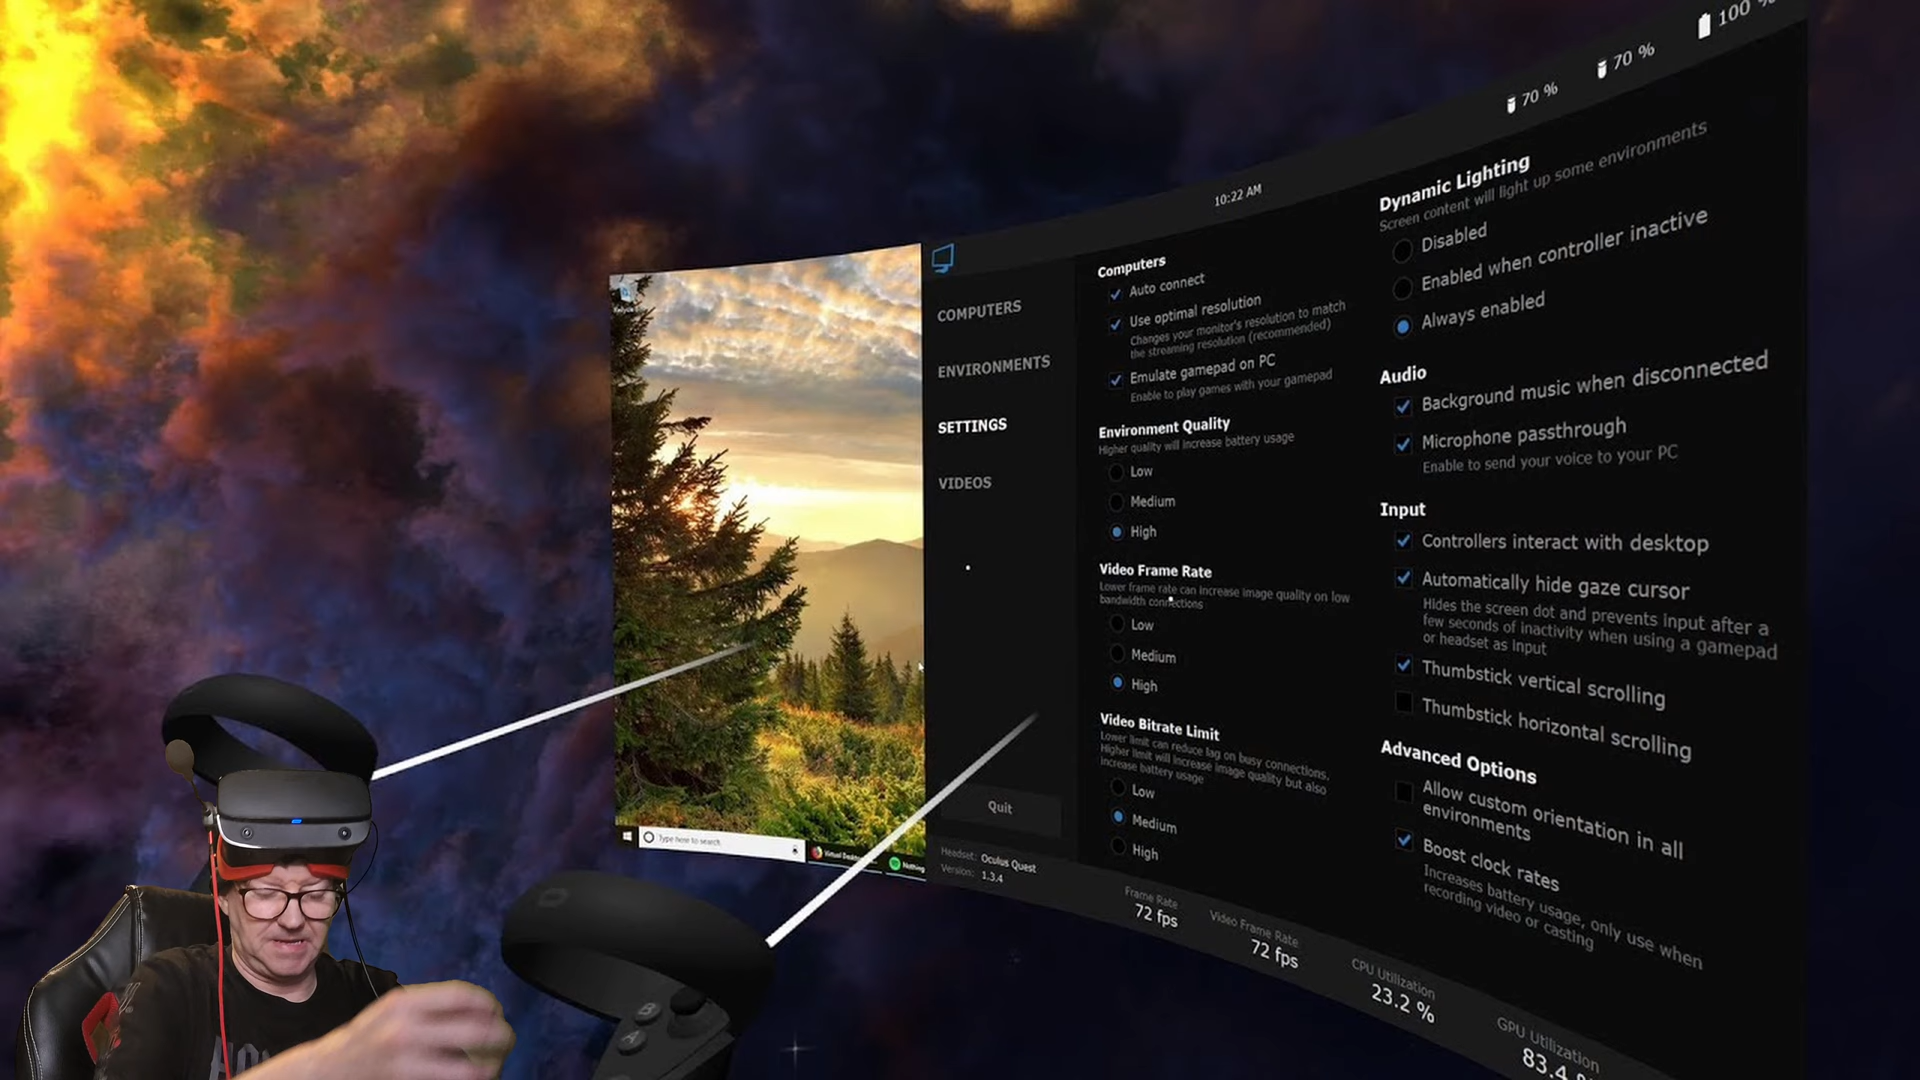 100 %
70 %
70 %
10:22 AM
COMPUTERS
ENVIRONMENTS
SETTINGS
VIDEOS
Quit
Headset: Oculus Quest
Version: 1.3.4
Computers
Auto connect
Use optimal resolution
Changes your monitor's resolution to match
the streaming resolution (recommended)
Emulate gamepad on PC
Enable to play games with your gamepad
Environment Quality
Higher quality will increase battery usage
Low
Medium
High
Video Frame Rate
Lower frame rate can increase image quality on low
bandwidth connections
Low
Medium
High
Video Bitrate Limit
Lower limit can reduce lag on busy connections.
Higher limit will increase image quality but also
increase battery usage
Low
Medium
High
Dynamic Lighting
Screen content will light up some environments
Disabled
Enabled when controller inactive
Always enabled
Audio
Background music when disconnected
Microphone passthrough
Enable to send your voice to your PC
Input
Controllers interact with desktop
Automatically hide gaze cursor
Hides the screen dot and prevents input after a
few seconds of inactivity when using a gamepad
or headset as input
Thumbstick vertical scrolling
Thumbstick horizontal scrolling
Advanced Options
Allow custom orientation in all
environments
Boost clock rates
Increases battery usage, only use when
recording video or casting
Frame Rate
72 fps
Video Frame Rate
72 fps
CPU Utilization
23.2 %
GPU Utilization
83.4 %
Type here to search
Virtual Deskto
Nothing
B
A